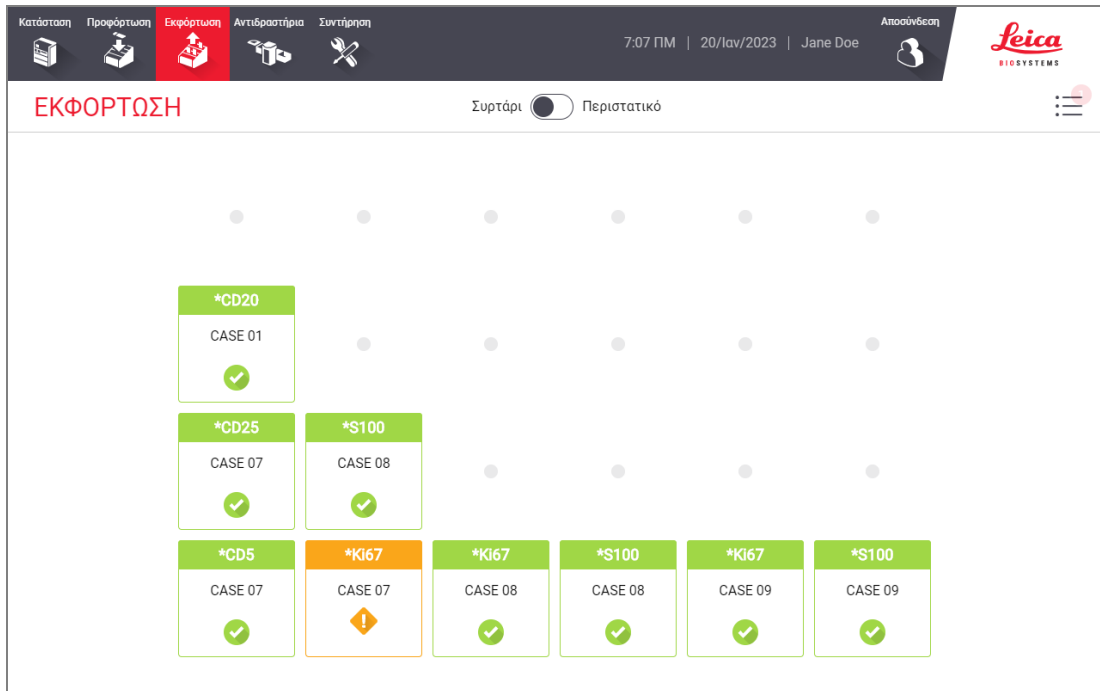 Κατάσταση Προφόρτωση Εκφόρτωση Αντιδραστήρια Συντήρηση
7:07 ΠΜ | 20/Ιαν/2023 | Jane Doe
Αποσύνδεση
Leica
BIOSYSTEMS
ΕΚΦΟΡΤΩΣΗ
Συρτάρι Περιστατικό
1
*CD20
CASE 01
*CD25 *S100
CASE 07 CASE 08
*CD5 *Ki67 *Ki67 *S100 *Ki67 *S100
CASE 07 CASE 07 CASE 08 CASE 08 CASE 09 CASE 09